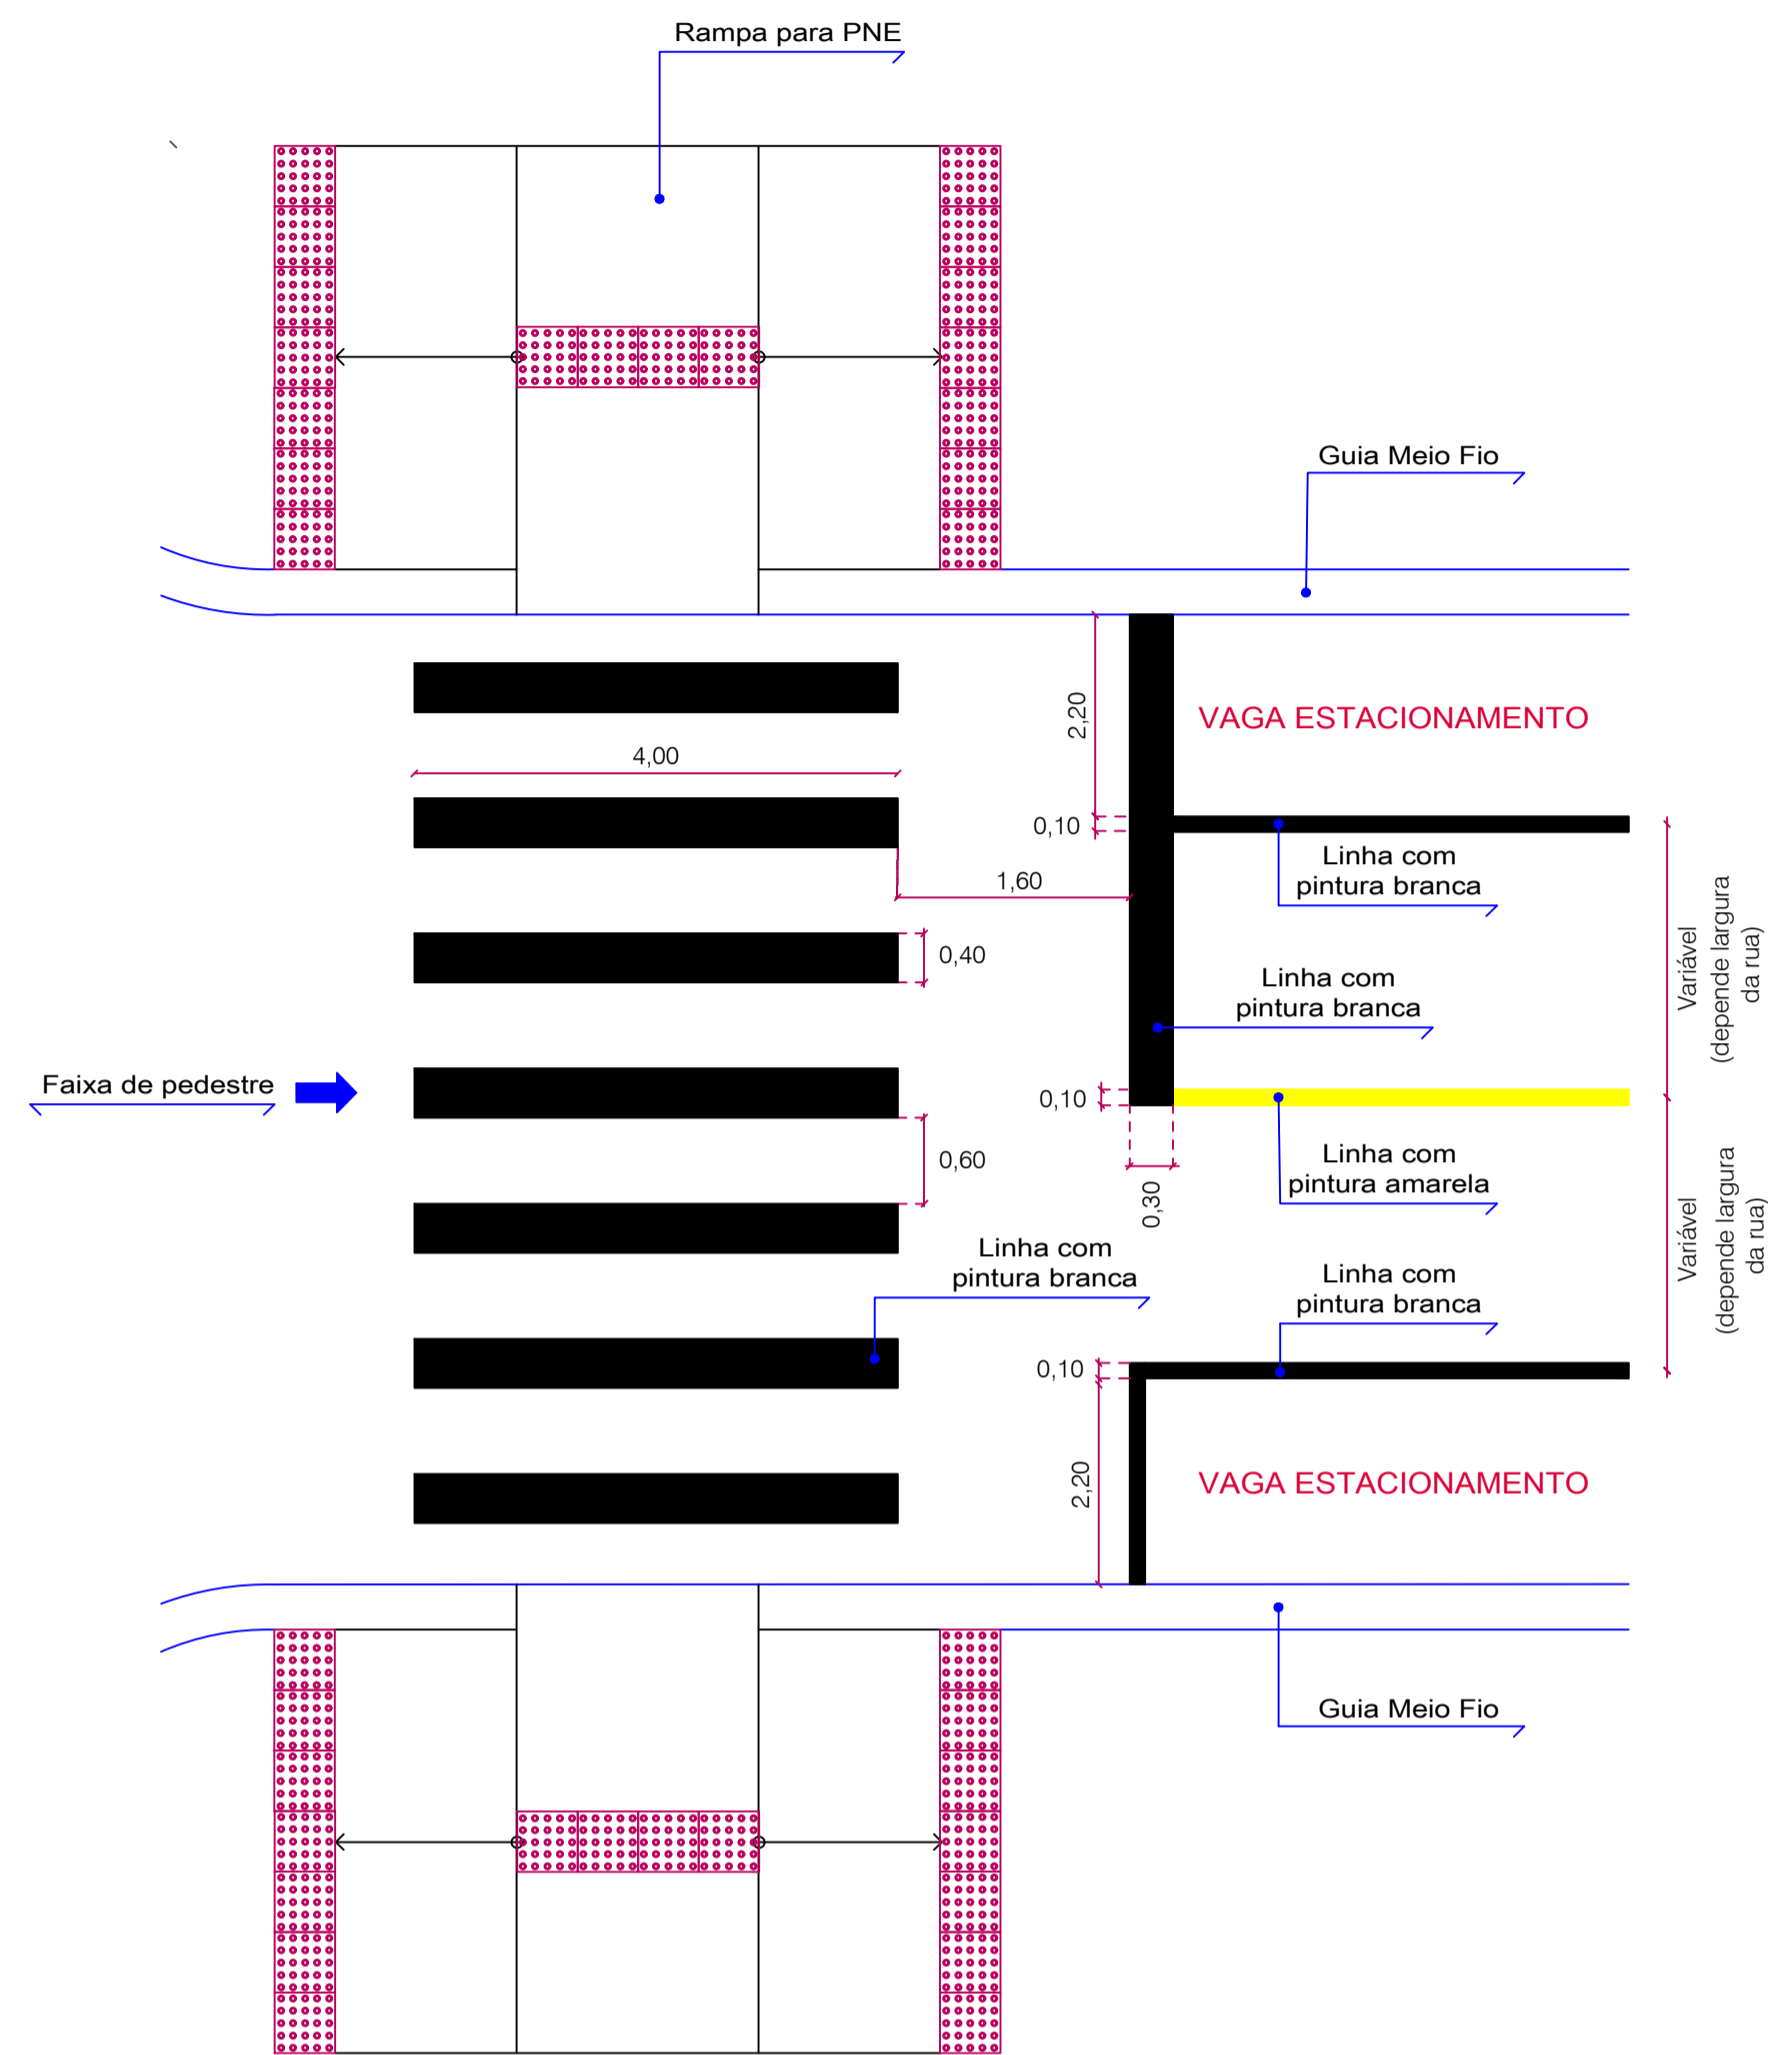 Rampa para PNE
Guia Meio Fio
2,20
VAGA ESTACIONAMENTO
4,00
0,10
Linha com
pintura branca
1,60
Variável
(depende largura
da rua)
0,40
Linha com
pintura branca
Faixa de pedestre
0,10
0,60
Linha com
pintura amarela
0,30
Variável
(depende largura
da rua)
Linha com
pintura branca
Linha com
pintura branca
0,10
2,20
VAGA ESTACIONAMENTO
Guia Meio Fio